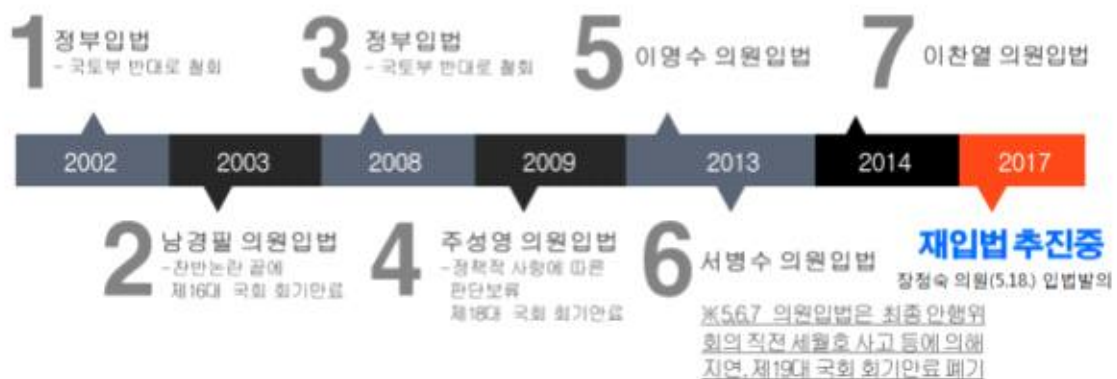 1 정부입법
- 국토부 반대로 철회
3 정부입법
- 국토부 반대로 철회
5 이명수 의원입법
7 이찬열 의원입법
2002 2003 2008 2009 2013 2014 2017
2 남경필 의원입법
-찬반논란 끝에
제16대 국회 회기만료
4 주성영 의원입법
-정책적 사항에 따른
판단보류
제18대 국회 회기만료
6 서병수 의원입법
※5,6,7 의원입법은 최종 안행위
회의 직전 세월호 사고 등에 의해
지연, 제19대 국회 회기만료 폐기
재입법 추진중
장정숙 의원(5.18.) 입법발의